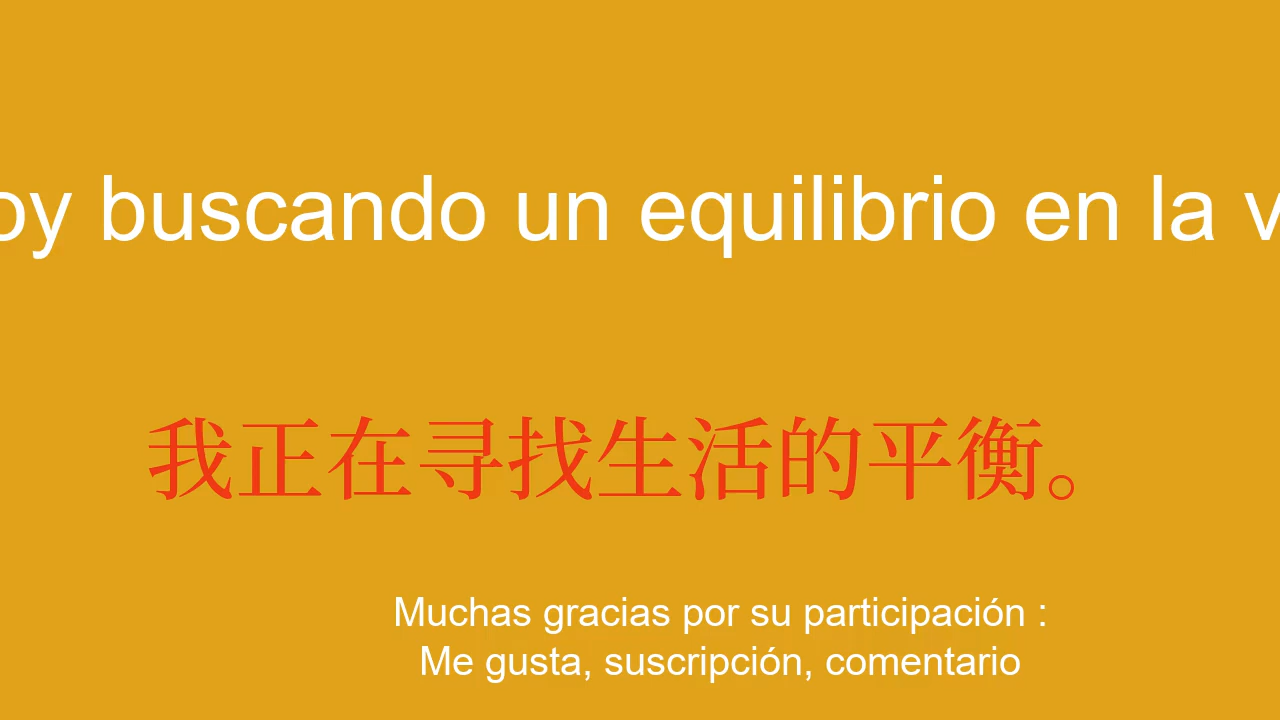 oy buscando un equilibrio en la v
我正在寻找生活的平衡。
Muchas gracias por su participación :
Me gusta, suscripción, comentario